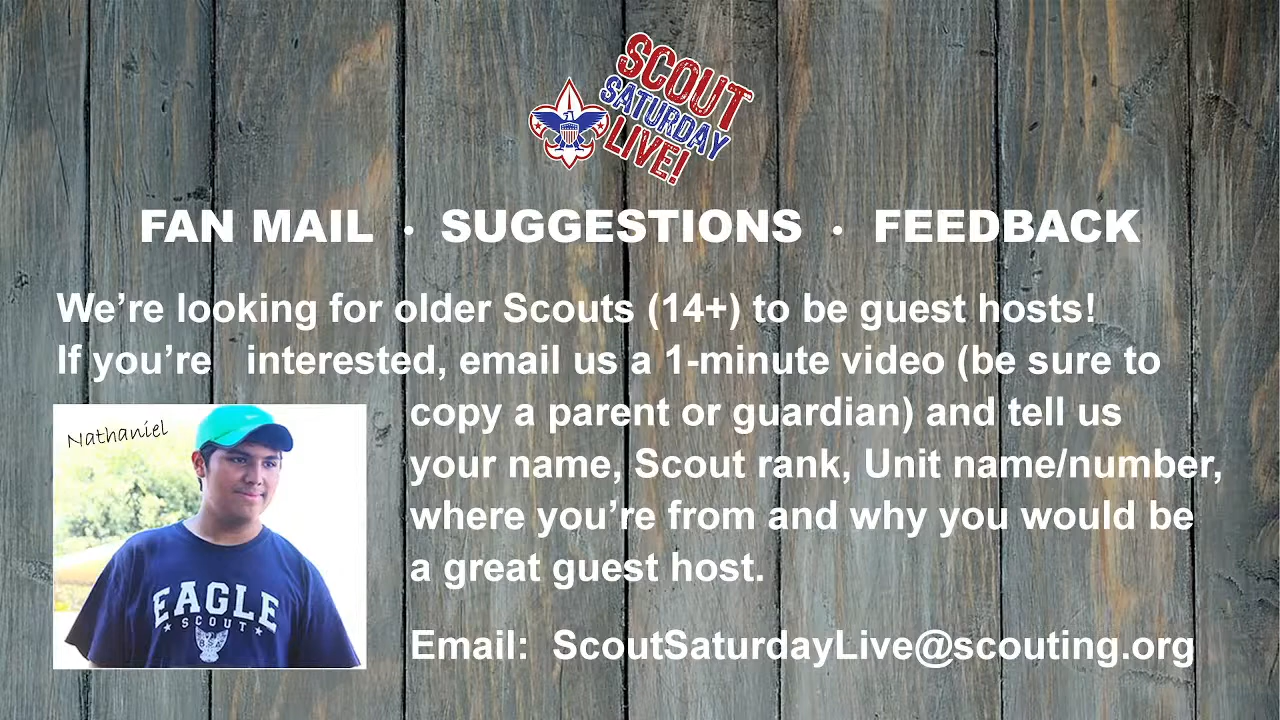 SCOUT
SATURDAY
LIVE!
FAN MAIL • SUGGESTIONS • FEEDBACK
We’re looking for older Scouts (14+) to be guest hosts!
If you’re interested, email us a 1-minute video (be sure to
copy a parent or guardian) and tell us
your name, Scout rank, Unit name/number,
where you’re from and why you would be
a great guest host.
Nathaniel
EAGLE
SCOUT
Email: ScoutSaturdayLive@scouting.org